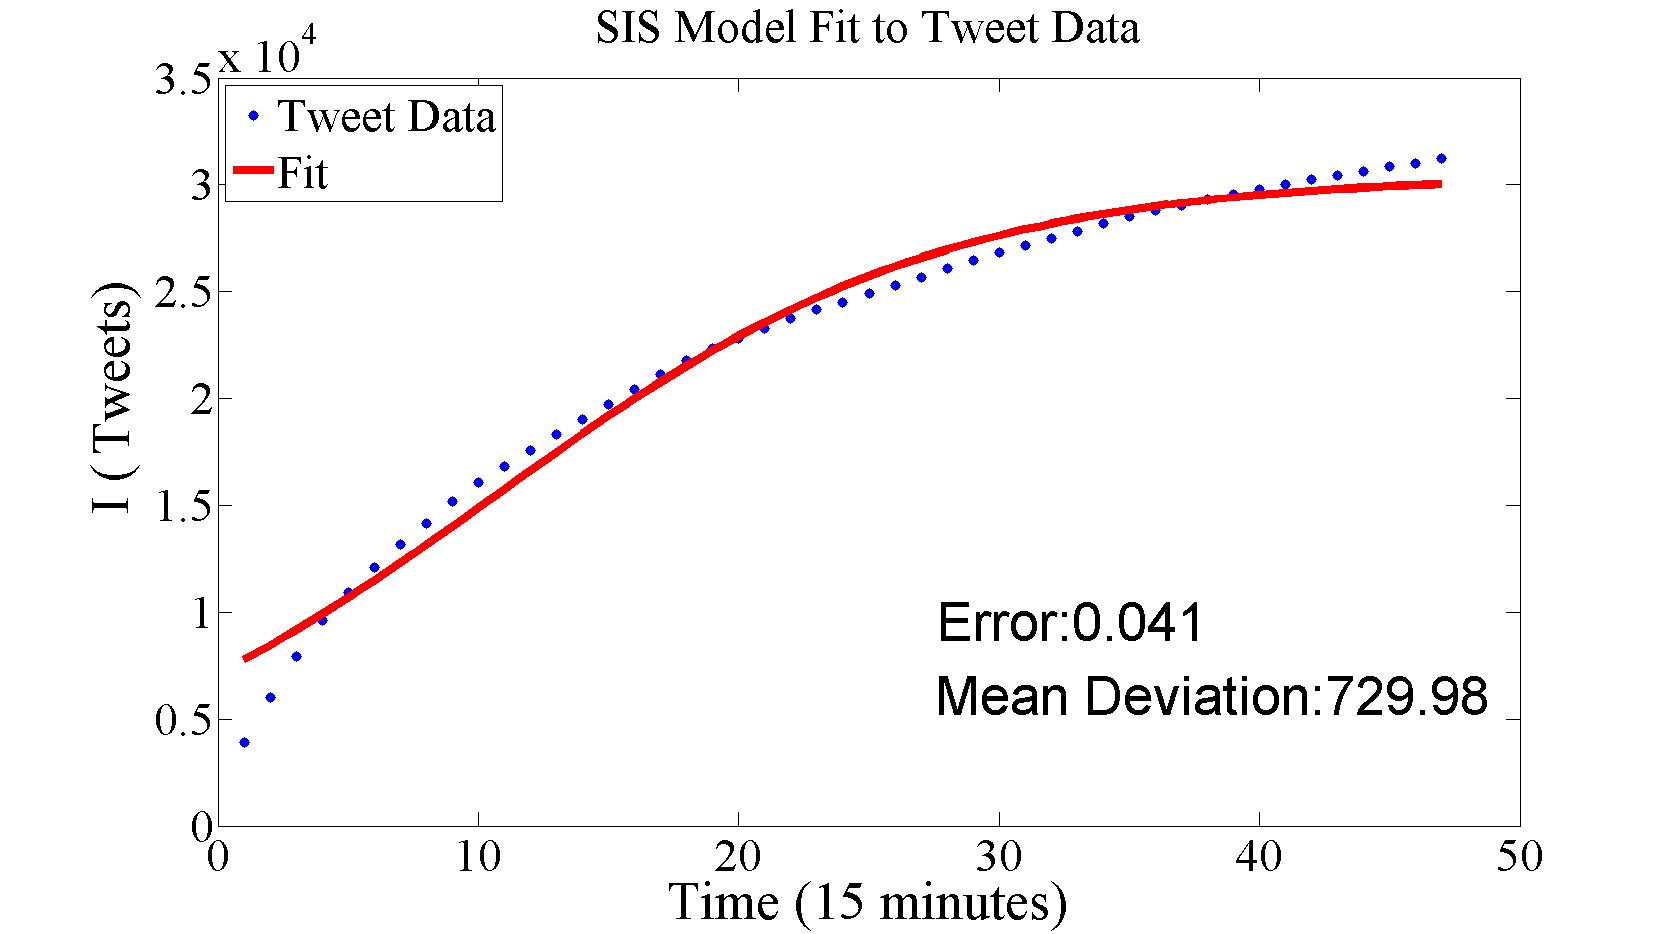 SIS Model Fit to Tweet Data
x 10^4
3.5
3
2.5
2
1.5
1
0.5
0
I ( Tweets)
Tweet Data
Fit
Error:0.041
Mean Deviation:729.98
0 10 20 30 40 50
Time (15 minutes)